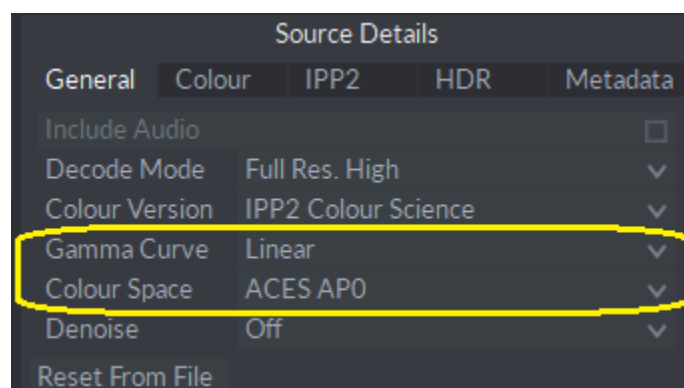 Source Details
General Colour IPP2 HDR Metadata
Include Audio
Decode Mode Full Res. High
Colour Version IPP2 Colour Science
Gamma Curve Linear
Colour Space ACES AP0
Denoise Off
Reset From File